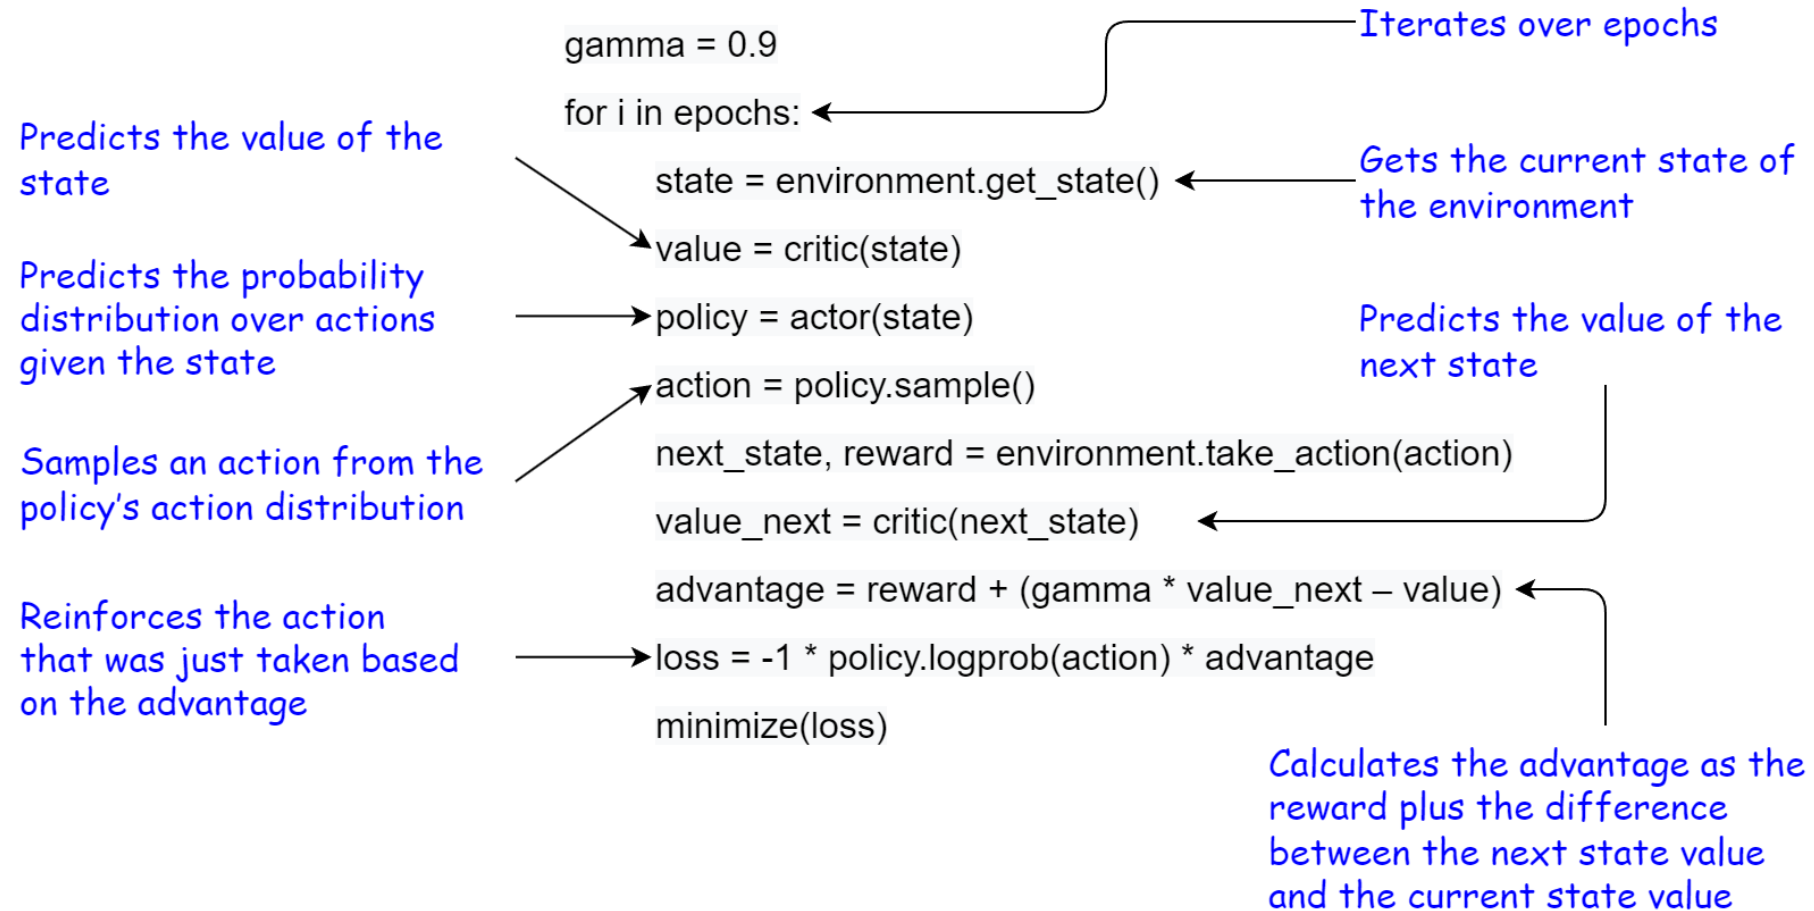 gamma = 0.9
for i in epochs:
state = environment.get_state()
value = critic(state)
policy = actor(state)
action = policy.sample()
next_state, reward = environment.take_action(action)
value_next = critic(next_state)
advantage = reward + (gamma * value_next – value)
loss = -1 * policy.logprob(action) * advantage
minimize(loss)
Predicts the value of the
state
Predicts the probability
distribution over actions
given the state
Samples an action from the
policy's action distribution
Reinforces the action
that was just taken based
on the advantage
Iterates over epochs
Gets the current state of
the environment
Predicts the value of the
next state
Calculates the advantage as the
reward plus the difference
between the next state value
and the current state value